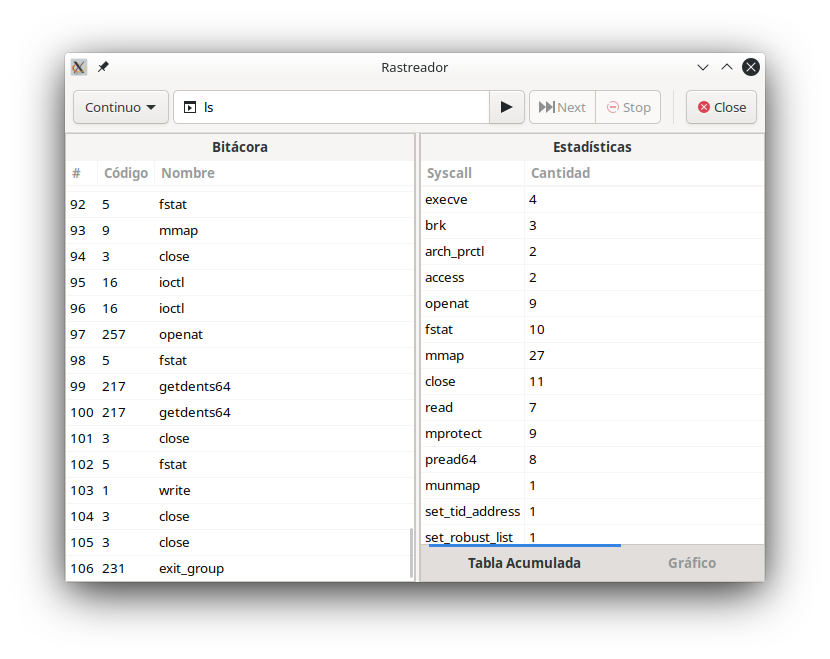 Rastreador
Continuo ls Next Stop Close
Bitácora
# Código Nombre
92 5 fstat
93 9 mmap
94 3 close
95 16 ioctl
96 16 ioctl
97 257 openat
98 5 fstat
99 217 getdents64
100 217 getdents64
101 3 close
102 5 fstat
103 1 write
104 3 close
105 3 close
106 231 exit_group
Estadísticas
Syscall Cantidad
execve 4
brk 3
arch_prctl 2
access 2
openat 9
fstat 10
mmap 27
close 11
read 7
mprotect 9
pread64 8
munmap 1
set_tid_address 1
set_robust_list 1
Tabla Acumulada Gráfico